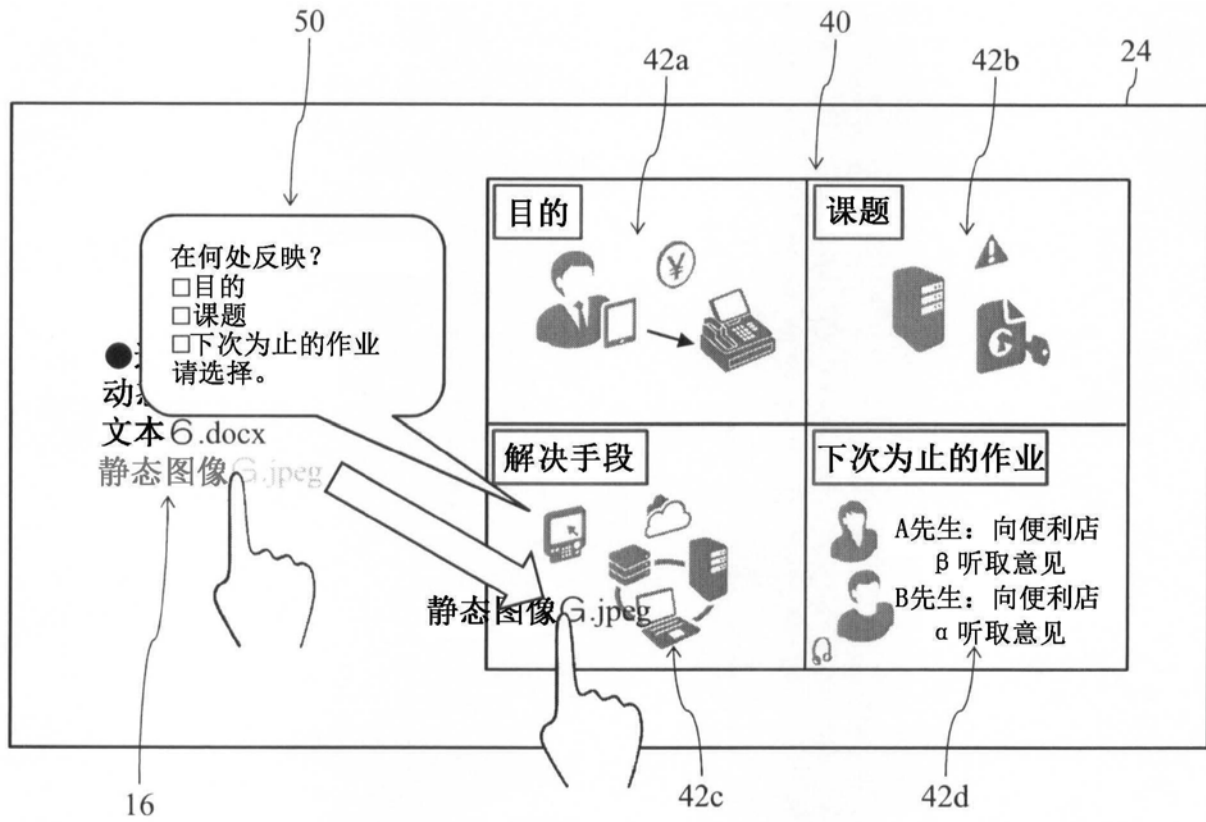 50
40
42a
42b
24
目的
课题
在何处反映？
□目的
□课题
□下次为止的作业
请选择。
动
文本G.docx
静态图像G.jpeg
解决手段
下次为止的作业
A先生：向便利店
β听取意见
B先生：向便利店
α听取意见
静态图像G.jpeg
16
42c
42d